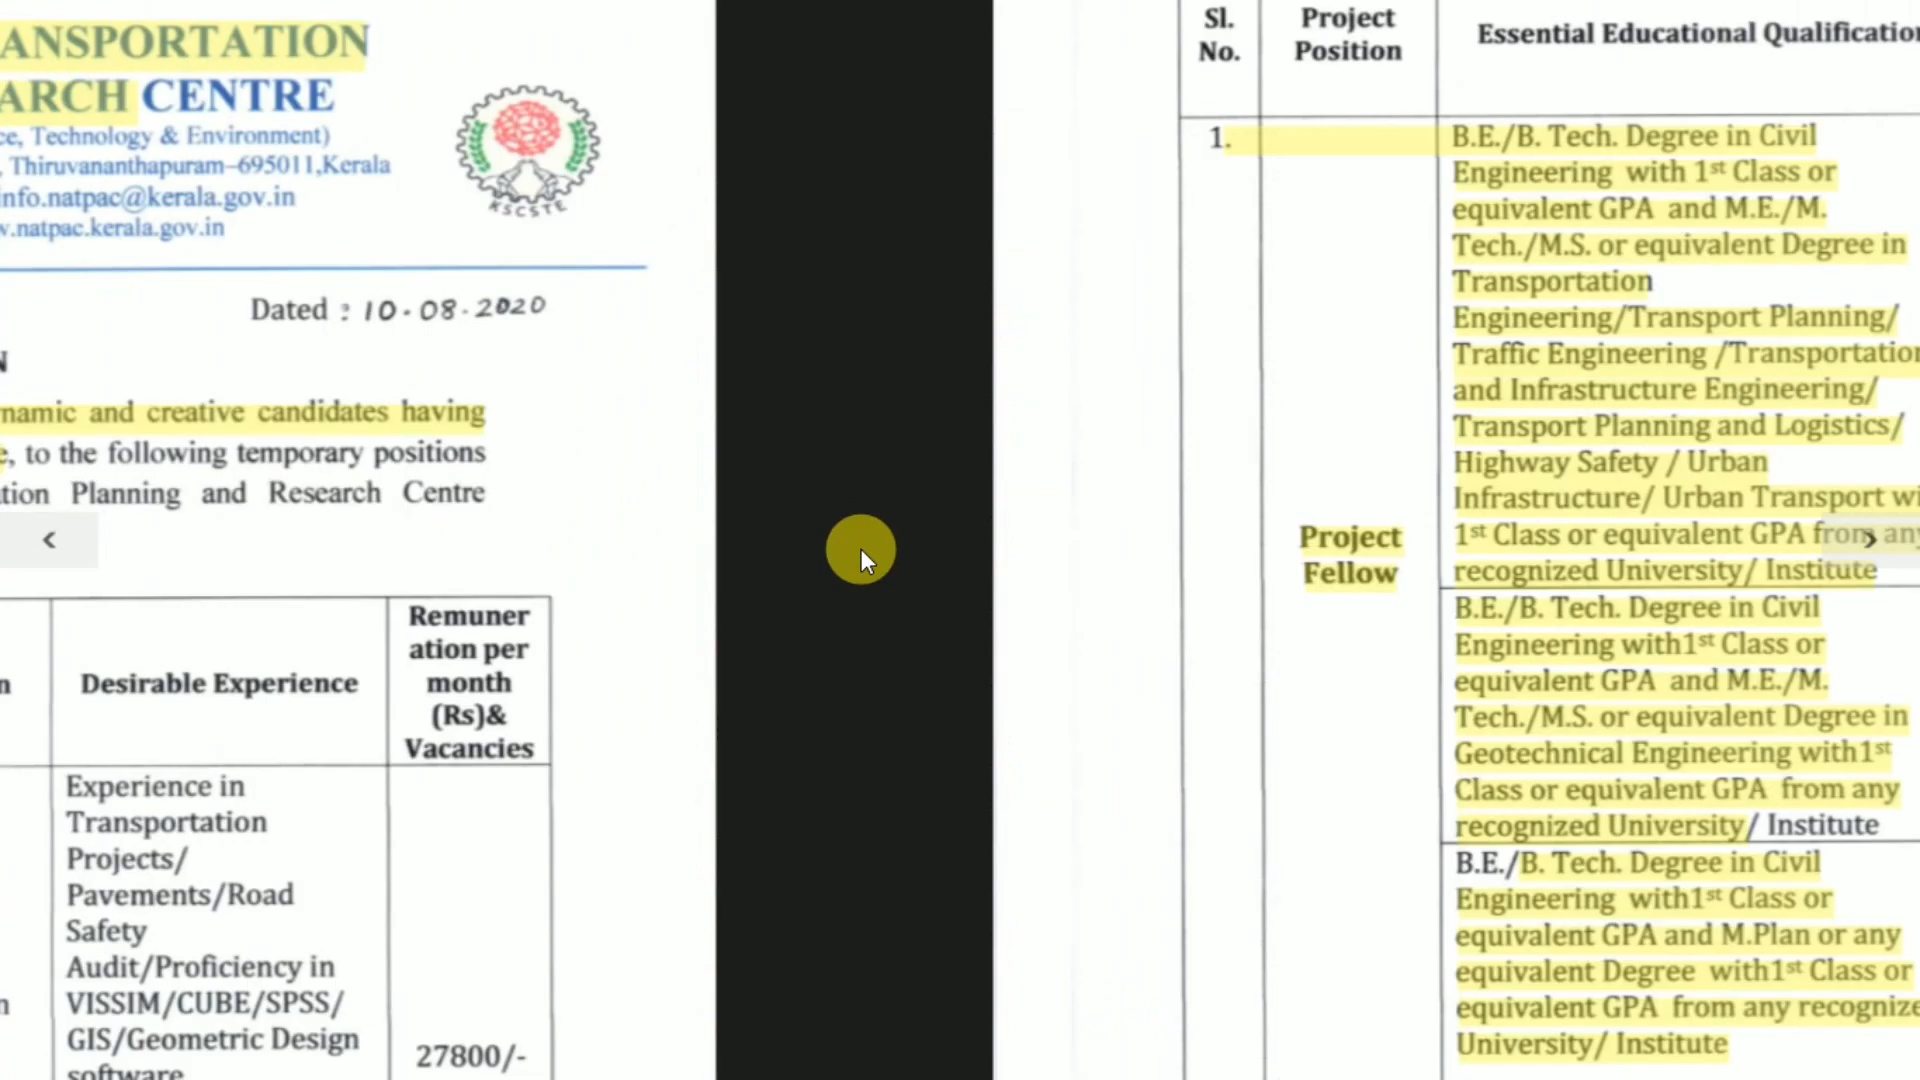 ANSPORTATION
ARCH CENTRE
ce, Technology & Environment)
, Thiruvananthapuram–695011,Kerala
info.natpac@kerala.gov.in
v.natpac.kerala.gov.in
KSCSTE
Dated : 10-08-2020
N
namic and creative candidates having
e, to the following temporary positions
tion Planning and Research Centre
n
Desirable Experience
Remuner
ation per
month
(Rs)&
Vacancies
Experience in
Transportation
Projects/
Pavements/Road
Safety
Audit/Proficiency in
VISSIM/CUBE/SPSS/
GIS/Geometric Design
software
27800/-
Sl.
No.
Project
Position
Essential Educational Qualification
1.
Project
Fellow
B.E./B. Tech. Degree in Civil
Engineering with 1st Class or
equivalent GPA and M.E./M.
Tech./M.S. or equivalent Degree in
Transportation
Engineering/Transport Planning/
Traffic Engineering /Transportation
and Infrastructure Engineering/
Transport Planning and Logistics/
Highway Safety / Urban
Infrastructure/ Urban Transport wi
1st Class or equivalent GPA from any
recognized University/ Institute
B.E./B. Tech. Degree in Civil
Engineering with1st Class or
equivalent GPA and M.E./M.
Tech./M.S. or equivalent Degree in
Geotechnical Engineering with1st
Class or equivalent GPA from any
recognized University/ Institute
B.E./B. Tech. Degree in Civil
Engineering with1st Class or
equivalent GPA and M.Plan or any
equivalent Degree with1st Class or
equivalent GPA from any recognize
University/ Institute